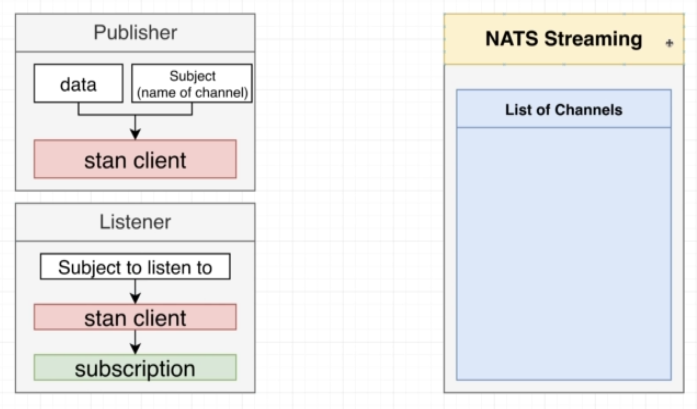 Publisher
data
Subject
(name of channel)
stan client
Listener
Subject to listen to
stan client
subscription
NATS Streaming
List of Channels